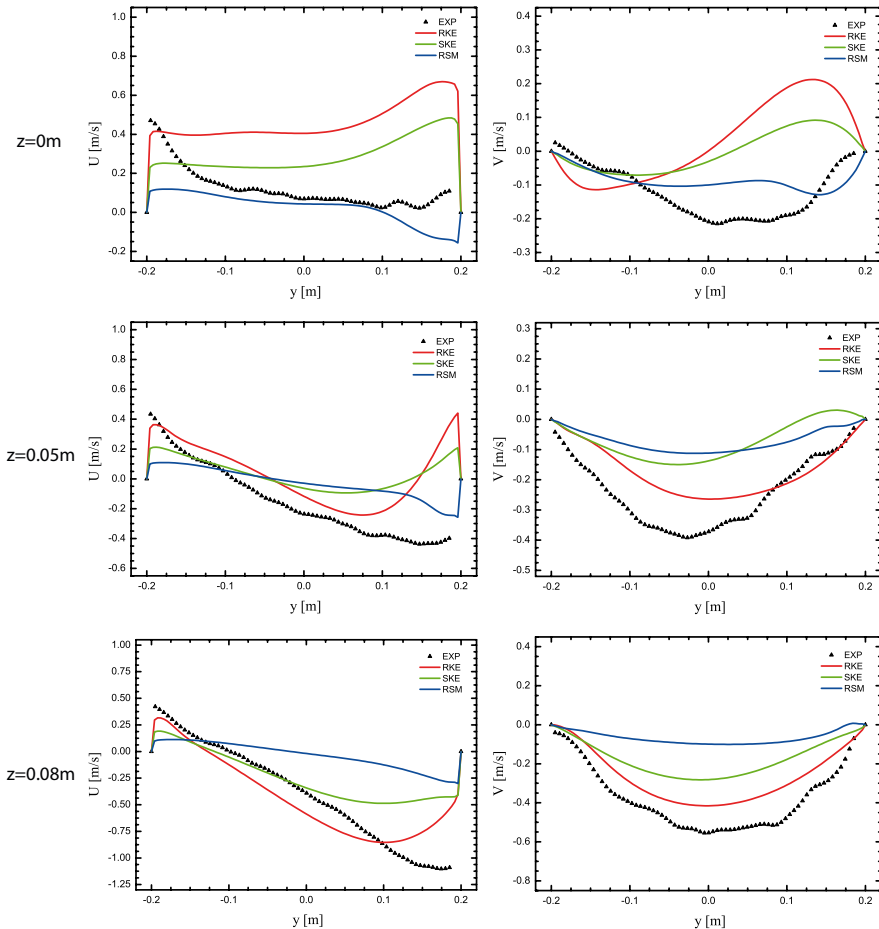 z=0m
U [m/s]
1.0
0.8
0.6
0.4
0.2
0.0
-0.2
-0.2
-0.1
0.0
0.1
0.2
y [m]
EXP
RKE
SKE
RSM
V [m/s]
0.4
0.3
0.2
0.1
0.0
-0.1
-0.2
-0.3
-0.2
-0.1
0.0
0.1
0.2
y [m]
EXP
RKE
SKE
RSM
z=0.05m
U [m/s]
1.0
0.8
0.6
0.4
0.2
0.0
-0.2
-0.4
-0.6
-0.2
-0.1
0.0
0.1
0.2
y [m]
EXP
RKE
SKE
RSM
V [m/s]
0.3
0.2
0.1
0.0
-0.1
-0.2
-0.3
-0.4
-0.5
-0.2
-0.1
0.0
0.1
0.2
y [m]
EXP
RKE
SKE
RSM
z=0.08m
U [m/s]
1.00
0.75
0.50
0.25
0.00
-0.25
-0.50
-0.75
-1.00
-1.25
-0.2
-0.1
0.0
0.1
0.2
y [m]
EXP
RKE
SKE
RSM
V [m/s]
0.4
0.2
0.0
-0.2
-0.4
-0.6
-0.8
-0.2
-0.1
0.0
0.1
0.2
y [m]
EXP
RKE
SKE
RSM